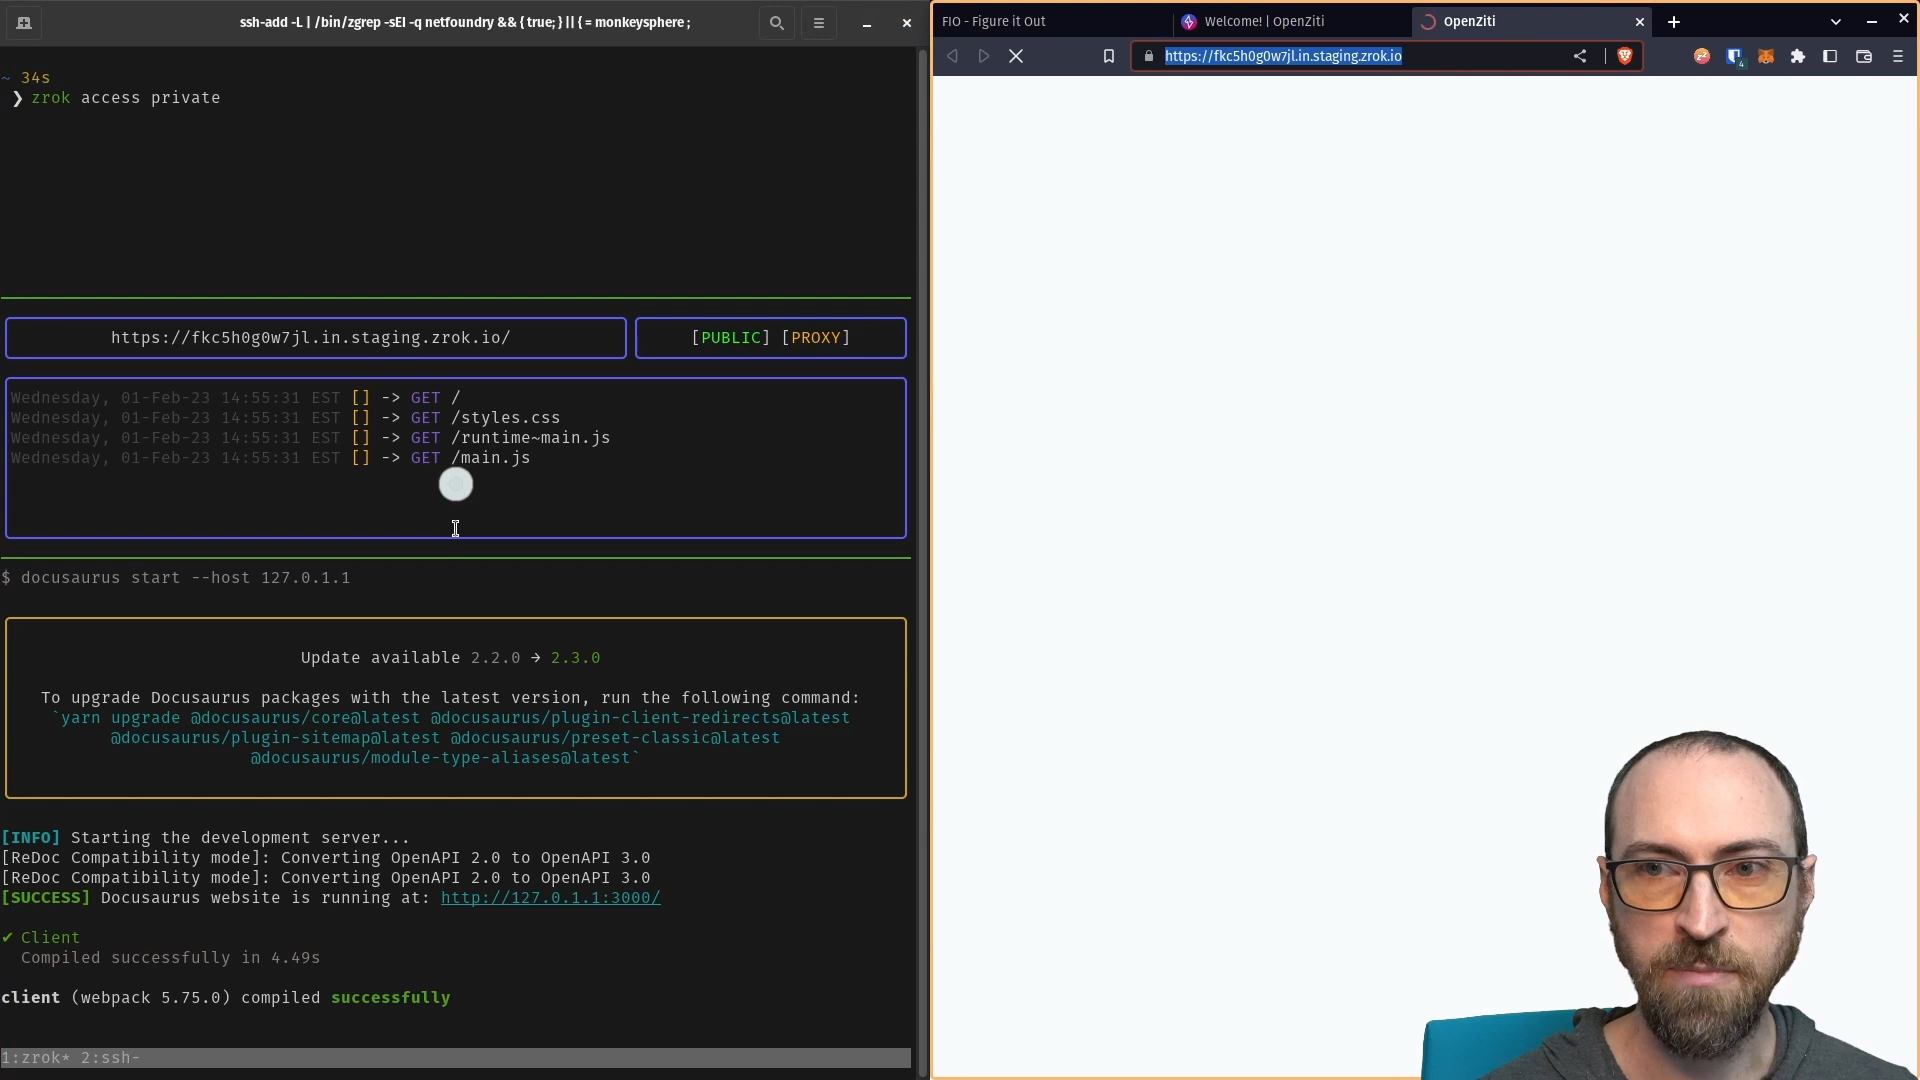 ssh-add -L | /bin/zgrep -sEI -q netfoundry && { true; } || { = monkeysphere ;
~ 34s
❯ zrok access private
https://fkc5h0g0w7jl.in.staging.zrok.io/
[PUBLIC] [PROXY]
Wednesday, 01-Feb-23 14:55:31 EST [] -> GET /
Wednesday, 01-Feb-23 14:55:31 EST [] -> GET /styles.css
Wednesday, 01-Feb-23 14:55:31 EST [] -> GET /runtime~main.js
Wednesday, 01-Feb-23 14:55:31 EST [] -> GET /main.js
$ docusaurus start --host 127.0.1.1
Update available 2.2.0 → 2.3.0
To upgrade Docusaurus packages with the latest version, run the following command:
`yarn upgrade @docusaurus/core@latest @docusaurus/plugin-client-redirects@latest
@docusaurus/plugin-sitemap@latest @docusaurus/preset-classic@latest
@docusaurus/module-type-aliases@latest`
[INFO] Starting the development server...
[ReDoc Compatibility mode]: Converting OpenAPI 2.0 to OpenAPI 3.0
[ReDoc Compatibility mode]: Converting OpenAPI 2.0 to OpenAPI 3.0
[SUCCESS] Docusaurus website is running at: http://127.0.1.1:3000/
✔ Client
Compiled successfully in 4.49s
client (webpack 5.75.0) compiled successfully
1:zrok* 2:ssh-
FIO - Figure it Out
Welcome! | OpenZiti
OpenZiti
https://fkc5h0g0w7jl.in.staging.zrok.io
4